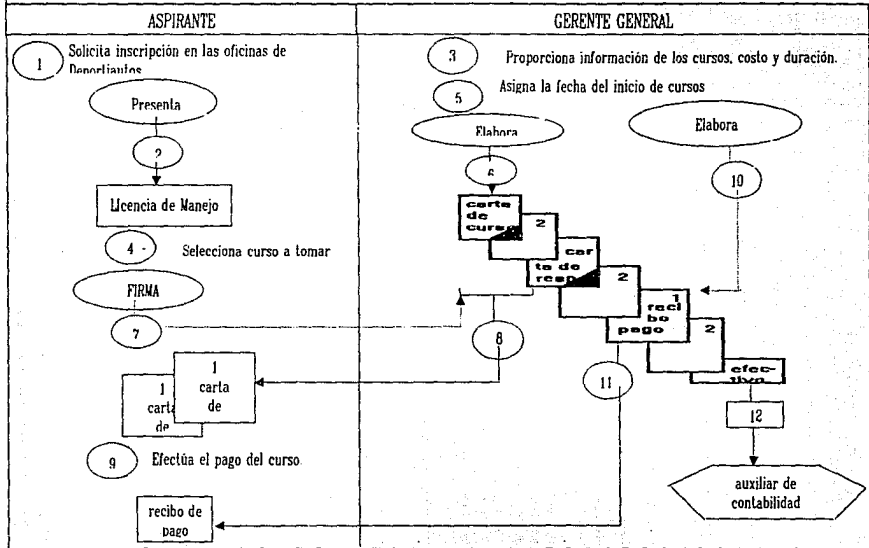 ASPIRANTE
GERENTE GENERAL
1
Solicita inscripción en las oficinas de
Deportiautos
3
Proporciona información de los cursos, costo y duración.
5
Asigna la fecha del inicio de cursos
Presenta
Elabora
Elabora
2
6
10
Licencia de Manejo
carta
de
curso
2
4 -
Selecciona curso a tomar
car
ta de
resp
2
FIRMA
7
8
1
reci
bo
pago
2
11
efec-
tivo
1
carta
de
1
carta
de
12
9
Efectúa el pago del curso
auxiliar de
contabilidad
recibo de
pago